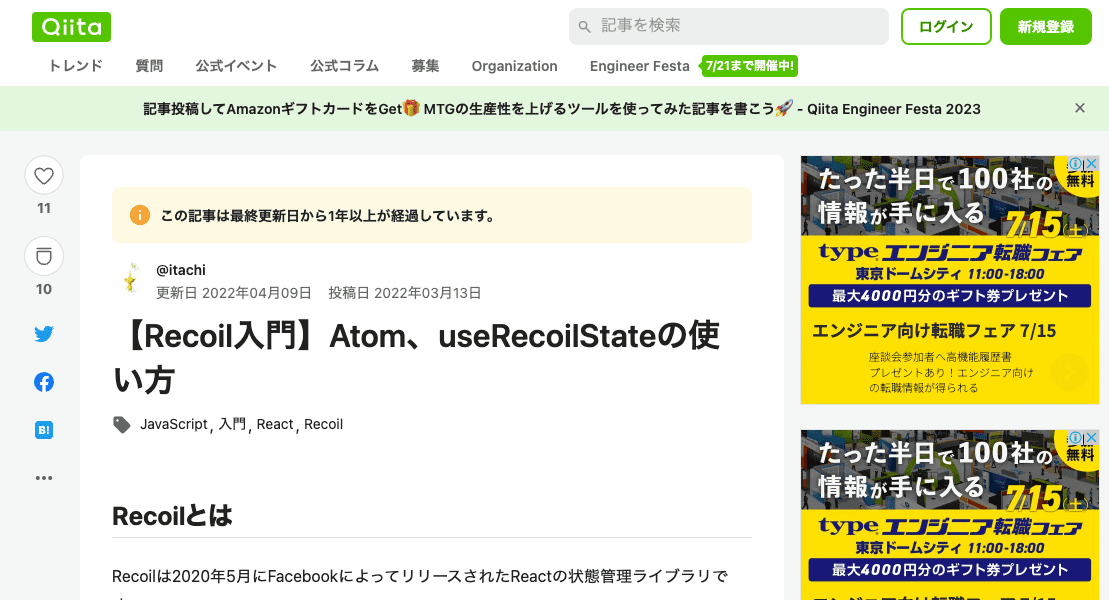 Qiita
記事を検索
ログイン
新規登録
トレンド
質問
公式イベント
公式コラム
募集
Organization
Engineer Festa
7/21まで開催中!
記事投稿してAmazonギフトカードをGet🎁 MTGの生産性を上げるツールを使ってみた記事を書こう🚀 - Qiita Engineer Festa 2023
11
10
B!
この記事は最終更新日から1年以上が経過しています。
@itachi
更新日 2022年04月09日 投稿日 2022年03月13日
【Recoil入門】Atom、useRecoilStateの使
い方
JavaScript, 入門, React, Recoil
Recoilとは
Recoilは2020年5月にFacebookによってリリースされたReactの状態管理ライブラリで
たった半日で100社の
情報が手に入る
無料
7/15(土)
type エンジニア転職フェア
東京ドームシティ 11:00-18:00
最大4000円分のギフト券プレゼント
エンジニア向け転職フェア 7/15
座談会参加者へ高機能履歴書
プレゼントあり！エンジニア向け
の転職情報が得られる
たった半日で100社の
情報が手に入る
無料
7/15(土)
type エンジニア転職フェア
東京ドームシティ 11:00-18:00
最大4000円分のギフト券プレゼント
エンジニア向け転職フェア 7/15